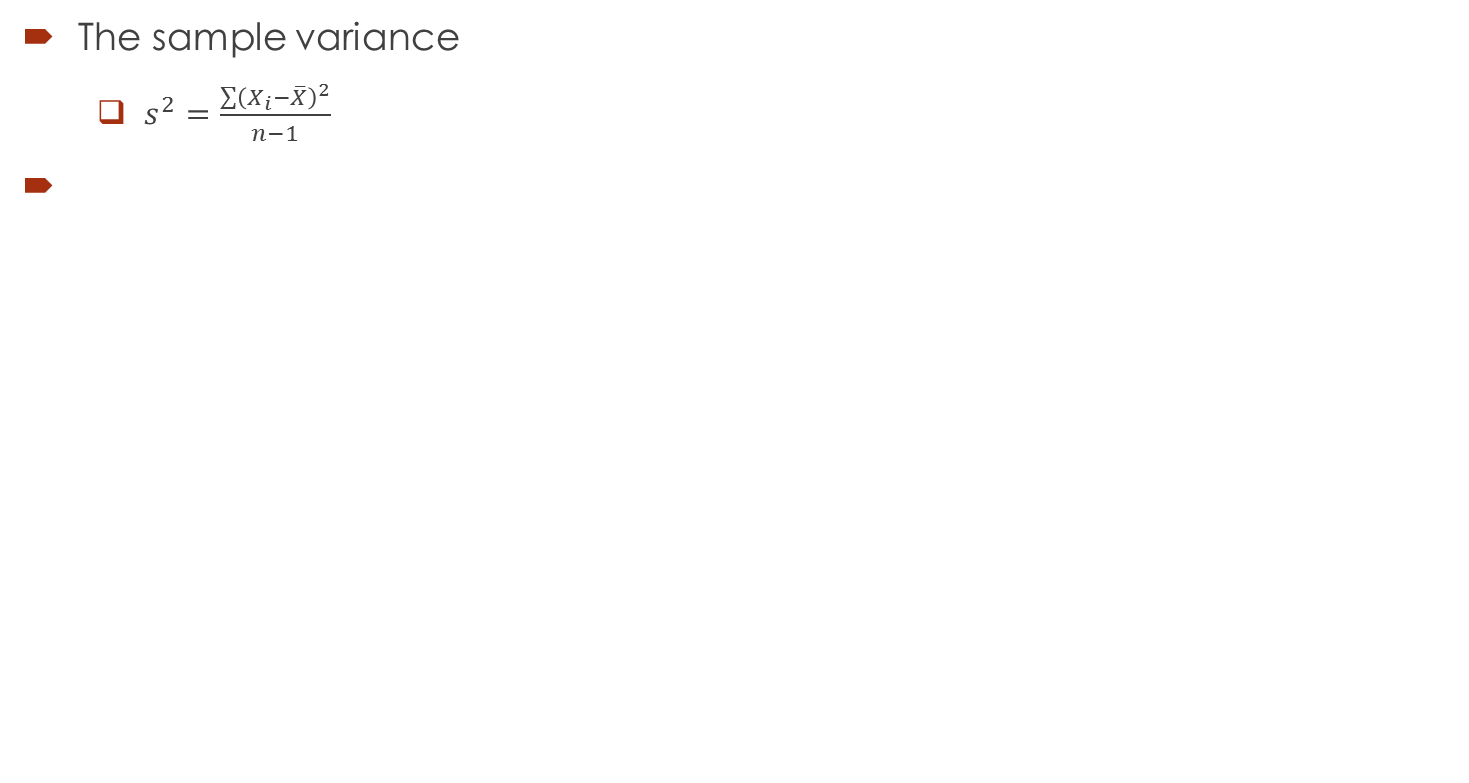 The sample variance
s² = ∑(Xᵢ−X̄)² / n−1